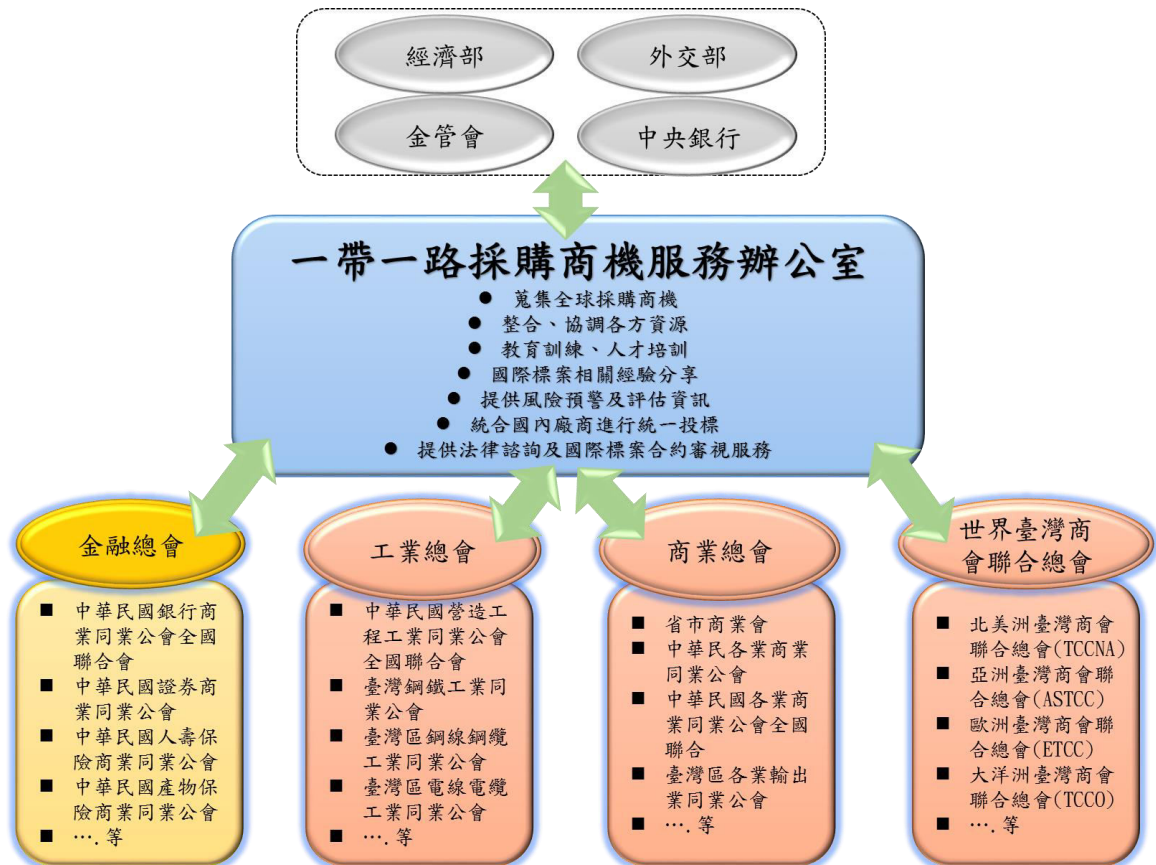 經濟部
外交部
金管會
中央銀行
一帶一路採購商機服務辦公室
● 蒐集全球採購商機
● 整合、協調各方資源
● 教育訓練、人才培訓
● 國際標案相關經驗分享
● 提供風險預警及評估資訊
● 統合國內廠商進行統一投標
● 提供法律諮詢及國際標案合約審視服務
金融總會
■ 中華民國銀行商
業同業公會全國
聯合會
■ 中華民國證券商
業同業公會
■ 中華民國人壽保
險商業同業公會
■ 中華民國產物保
險商業同業公會
■ ….等
工業總會
■ 中華民國營造工
程工業同業公會
全國聯合會
■ 臺灣鋼鐵工業同
業公會
■ 臺灣區鋼線鋼纜
工業同業公會
■ 臺灣區電線電纜
工業同業公會
■ ….等
商業總會
■ 省市商業會
■ 中華民各業商業
同業公會
■ 中華民國各業商
業同業公會全國
聯合
■ 臺灣區各業輸出
業同業公會
■ ….等
世界臺灣商
會聯合總會
■ 北美洲臺灣商會
聯合總會(TCCNA)
■ 亞洲臺灣商會聯
合總會(ASTCC)
■ 歐洲臺灣商會聯
合總會(ETCC)
■ 大洋洲臺灣商會
聯合總會(TCCO)
■ ….等